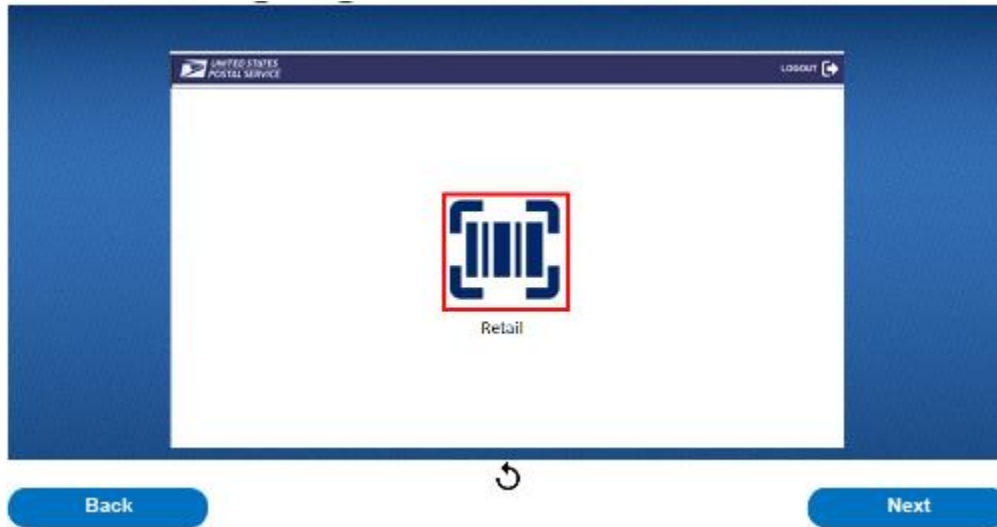 UNITED STATES
POSTAL SERVICE
LOGOUT
Retail
Back
Next